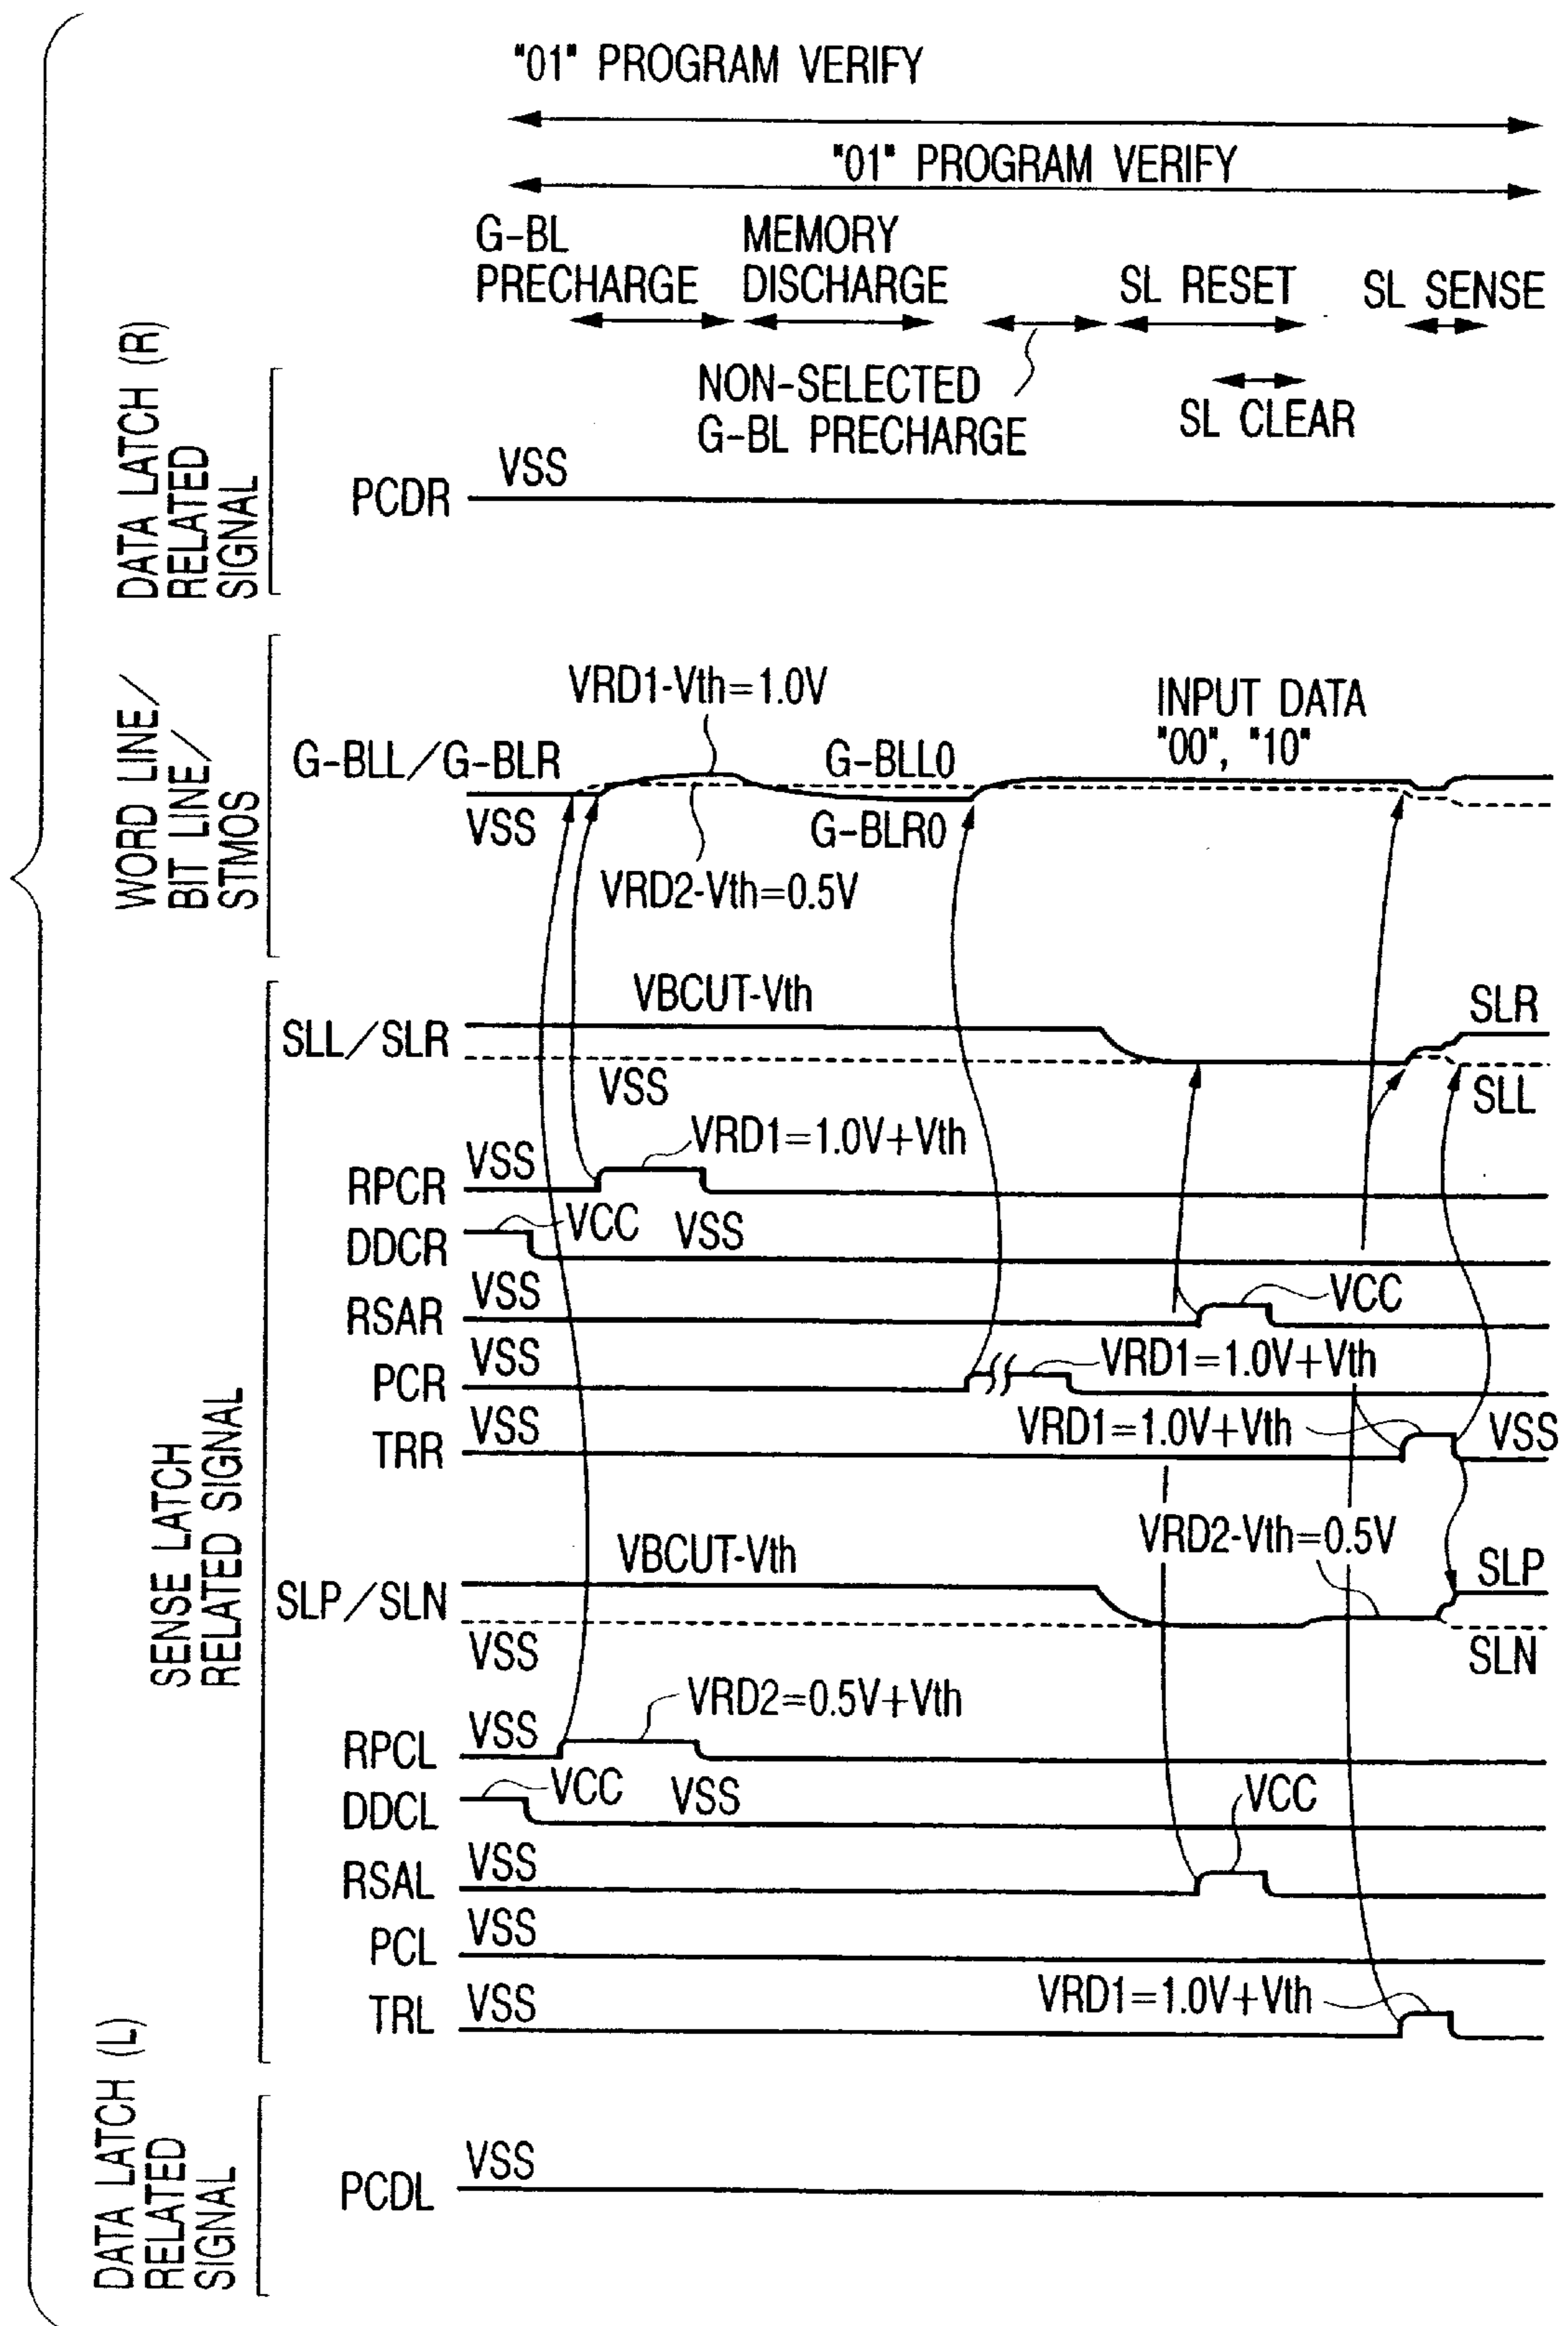 "01" PROGRAM VERIFY
"01" PROGRAM VERIFY
G-BL
PRECHARGE
MEMORY
DISCHARGE
SL RESET
SL SENSE
NON-SELECTED
G-BL PRECHARGE
SL CLEAR
DATA LATCH (R)
RELATED
SIGNAL
PCDR
VSS
WORD LINE/
BIT LINE/
STMOS
VRD1-Vth=1.0V
INPUT DATA
"00", "10"
G-BLL/G-BLR
G-BLL0
VSS
G-BLR0
VRD2-Vth=0.5V
SENSE LATCH
RELATED SIGNAL
VBCUT-Vth
SLR
SLL/SLR
VSS
SLL
VRD1=1.0V+Vth
RPCR
VSS
DDCR
VCC
VSS
RSAR
VSS
VCC
PCR
VSS
VRD1=1.0V+Vth
TRR
VSS
VRD1=1.0V+Vth
VSS
VRD2-Vth=0.5V
VBCUT-Vth
SLP
SLP/SLN
VSS
SLN
VRD2=0.5V+Vth
RPCL
VSS
DDCL
VCC
VSS
VCC
RSAL
VSS
PCL
VSS
TRL
VSS
VRD1=1.0V+Vth
DATA LATCH (L)
RELATED
SIGNAL
PCDL
VSS